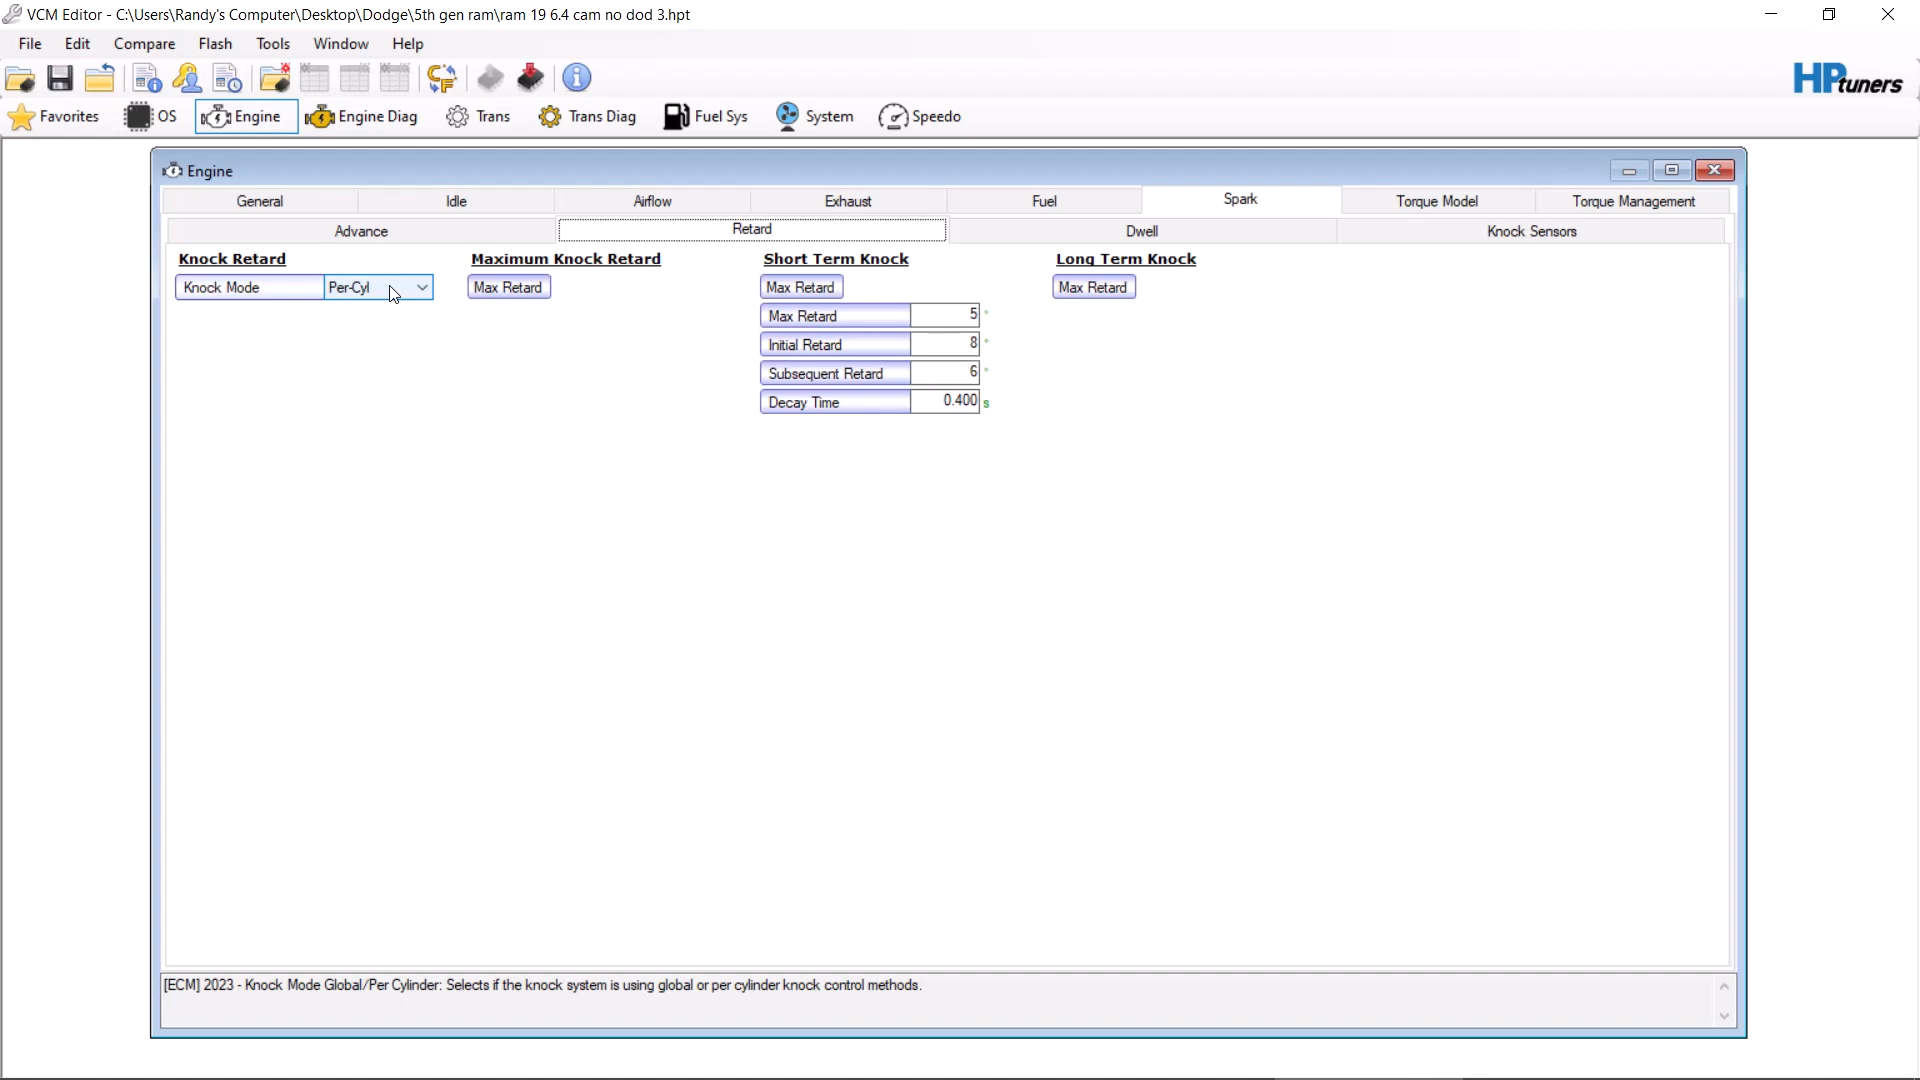 VCM Editor - C:\Users\Randy's Computer\Desktop\Dodge\5th gen ram\ram 19 6.4 cam no dod 3.hpt
File Edit Compare Flash Tools Window Help
HPtuners
Favorites OS Engine Engine Diag Trans Trans Diag Fuel Sys System Speedo
Engine
General Idle Airflow Exhaust Fuel Spark Torque Model Torque Management
Advance Retard Dwell Knock Sensors
Knock Retard Maximum Knock Retard Short Term Knock Long Term Knock
Knock Mode Per-Cyl Max Retard Max Retard Max Retard
Max Retard 5 °
Initial Retard 8 °
Subsequent Retard 6 °
Decay Time 0.400 s
[ECM] 2023 - Knock Mode Global/Per Cylinder: Selects if the knock system is using global or per cylinder knock control methods.